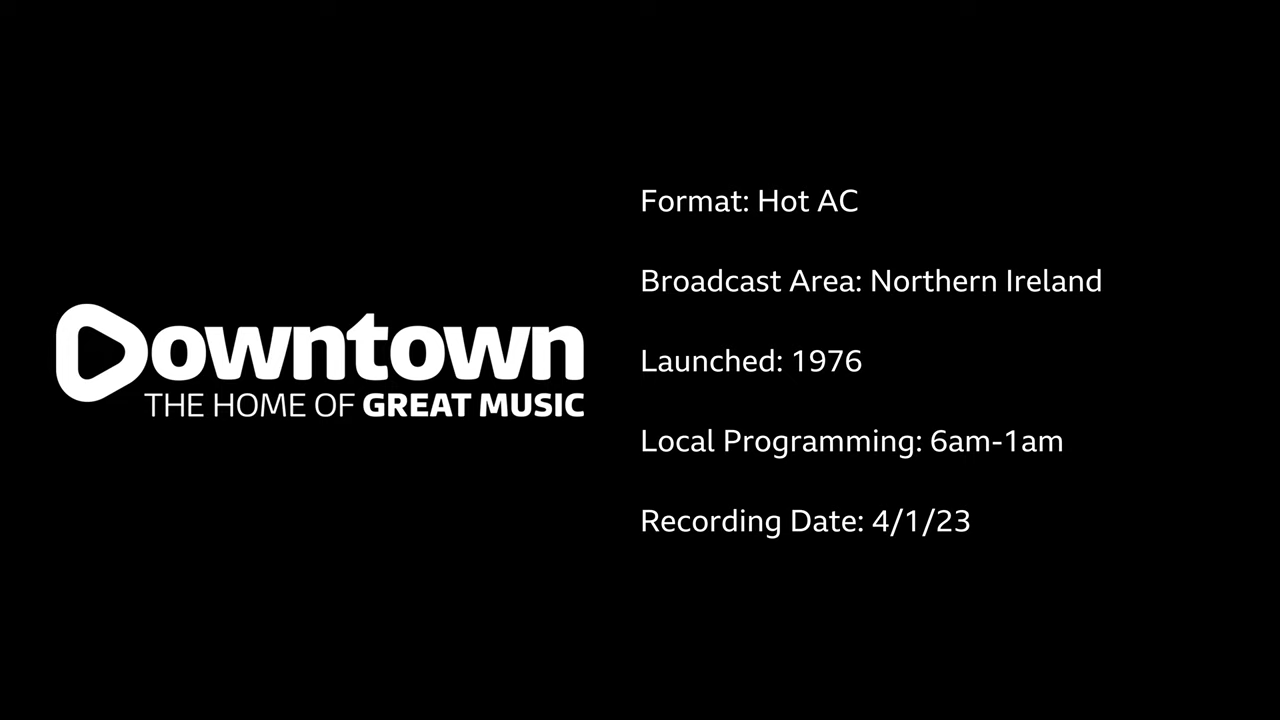 Downtown
THE HOME OF GREAT MUSIC
Format: Hot AC
Broadcast Area: Northern Ireland
Launched: 1976
Local Programming: 6am-1am
Recording Date: 4/1/23